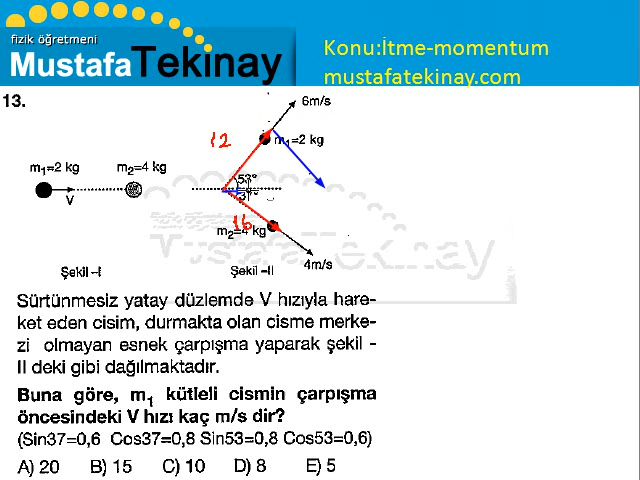 fizik öğretmeni
MustafaTekinay
Konu:İtme-momentum
mustafatekinay.com
13.
6m/s
12
m₁=2 kg
m₁=2 kg
m₂=4 kg
53°
37°
V
16
m₂=4 kg
4m/s
Şekil –I
Şekil –II
MustafaTekinay
Sürtünmesiz yatay düzlemde V hızıyla hare-
ket eden cisim, durmakta olan cisme merke-
zi olmayan esnek çarpışma yaparak şekil -
II deki gibi dağılmaktadır.
Buna göre, m₁ kütleli cismin çarpışma
öncesindeki V hızı kaç m/s dir?
(Sin37=0,6 Cos37=0,8 Sin53=0,8 Cos53=0,6)
A) 20 B) 15 C) 10 D) 8 E) 5